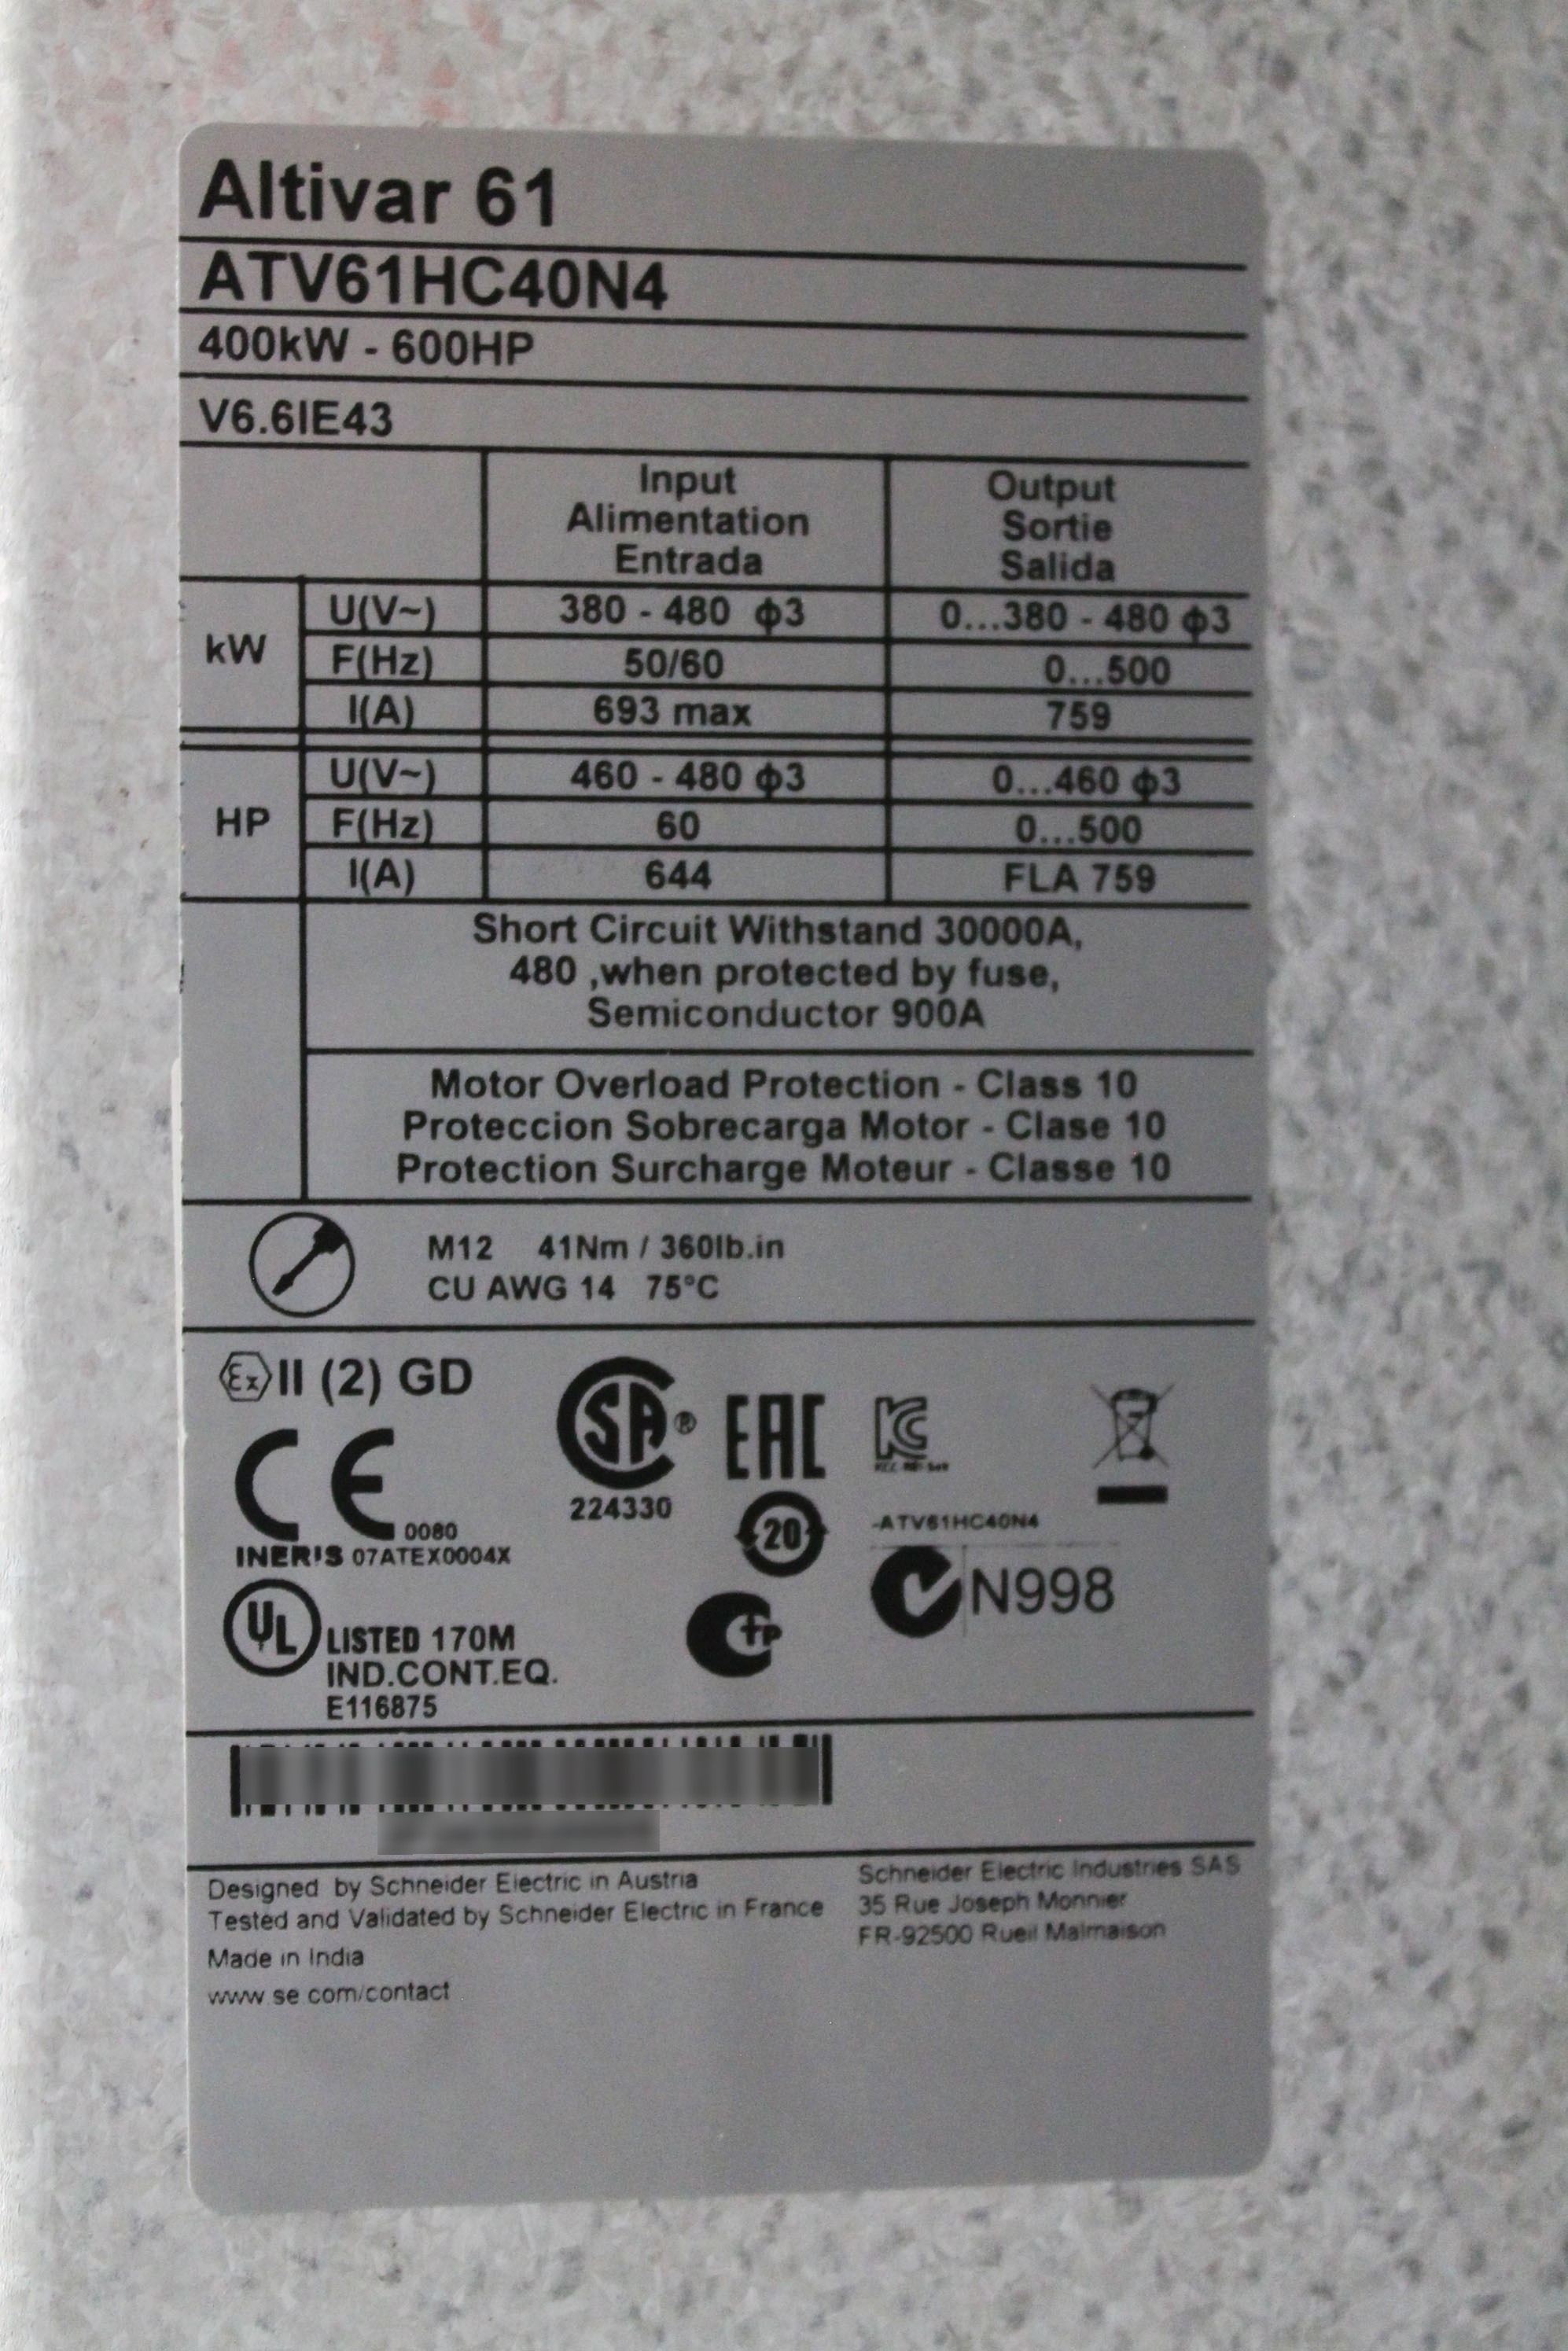 Altivar 61
ATV61HC40N4
400kW - 600HP
V6.6IE43
Input Output
Alimentation Sortie
Entrada Salida
kW U(V~) 380 - 480 ϕ3 0...380 - 480 ϕ3
F(Hz) 50/60 0...500
I(A) 693 max 759
HP U(V~) 460 - 480 ϕ3 0...460 ϕ3
F(Hz) 60 0...500
I(A) 644 FLA 759
Short Circuit Withstand 30000A,
480 ,when protected by fuse,
Semiconductor 900A
Motor Overload Protection - Class 10
Proteccion Sobrecarga Motor - Clase 10
Protection Surcharge Moteur - Classe 10
M12 41Nm / 360lb.in
CU AWG 14 75°C
Ex II (2) GD
CE 0080
INERIS 07ATEX0004X
SA ®
224330
EAC
KC
20
-ATV61HC40N4
N998
UL LISTED 170M
IND.CONT.EQ.
E116875
Designed by Schneider Electric in Austria
Tested and Validated by Schneider Electric in France
Made in India
www.se.com/contact
Schneider Electric Industries SAS
35 Rue Joseph Monnier
FR-92500 Rueil Malmaison